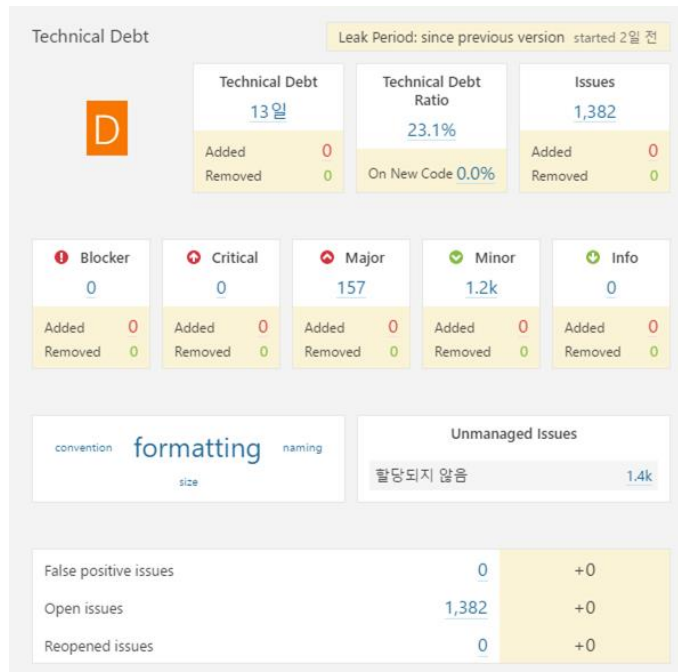 Technical Debt
Leak Period: since previous version started 2일 전
D
Technical Debt
13일
Added 0
Removed 0
Technical Debt
Ratio
23.1%
On New Code 0.0%
Issues
1,382
Added 0
Removed 0
Blocker
0
Added 0
Removed 0
Critical
0
Added 0
Removed 0
Major
157
Added 0
Removed 0
Minor
1.2k
Added 0
Removed 0
Info
0
Added 0
Removed 0
convention formatting naming
size
Unmanaged Issues
할당되지 않음 1.4k
False positive issues 0 +0
Open issues 1,382 +0
Reopened issues 0 +0